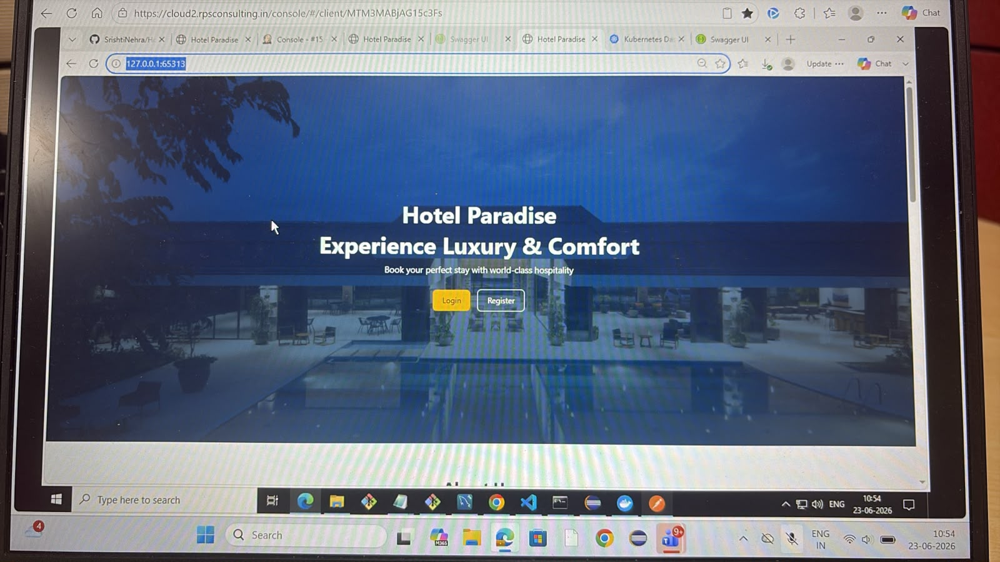 https://cloud2.rpsconsulting.in/console/#/client/MTM3MABjAG15c3Fs
Chat
SrishtiNehra/Ho
Hotel Paradise
Console - #15
Hotel Paradise
Swagger UI
Hotel Paradise
Kubernetes Das
Swagger UI
127.0.0.1:65313
Update
Chat
Hotel Paradise
Experience Luxury & Comfort
Book your perfect stay with world-class hospitality
Login
Register
Type here to search
ENG
10:54
23-06-2026
4
Search
M365
T
9+
ENG
IN
10:54
23-06-2026